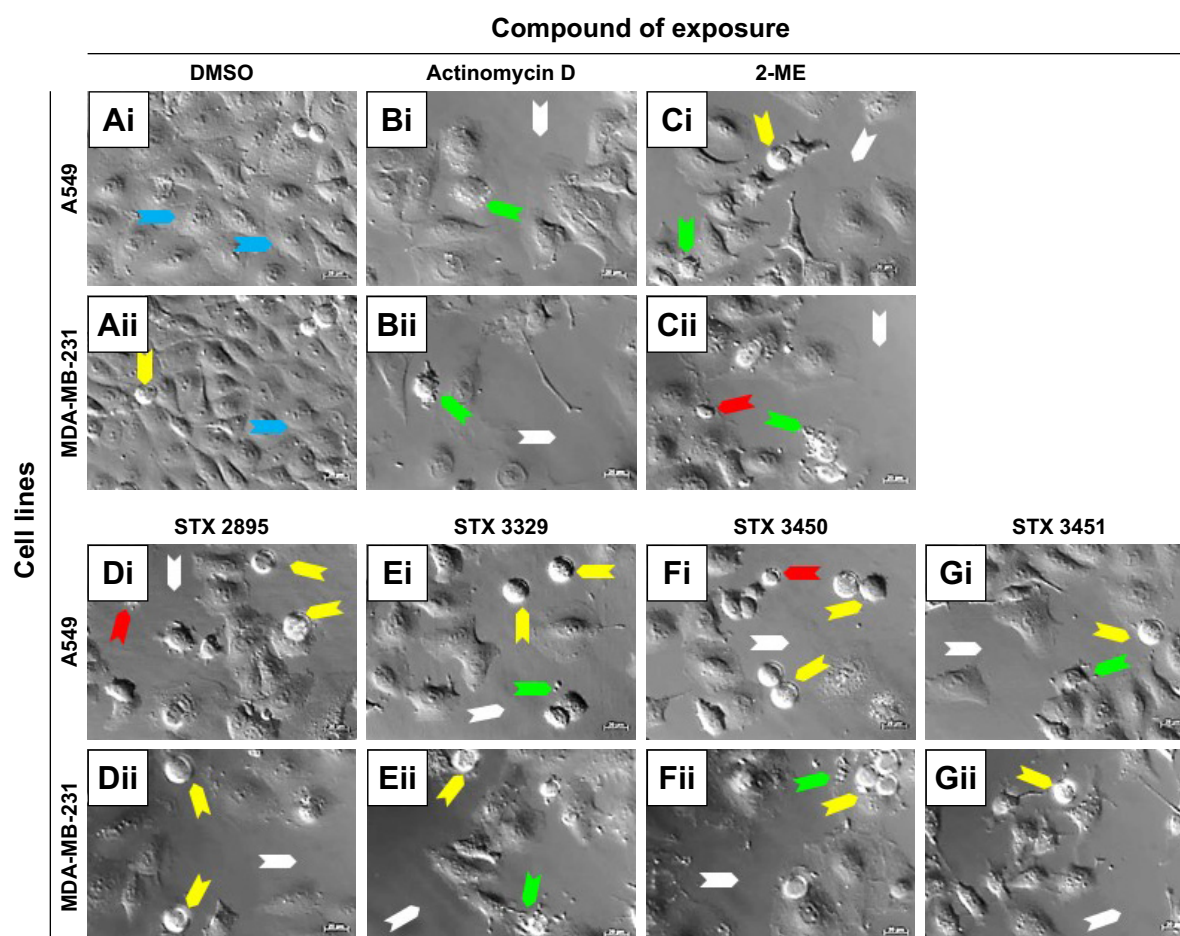 Compound of exposure
DMSO Actinomycin D 2-ME
Cell lines
A549
Ai Bi Ci
MDA-MB-231
Aii Bii Cii
STX 2895 STX 3329 STX 3450 STX 3451
A549
Di Ei Fi Gi
MDA-MB-231
Dii Eii Fii Gii